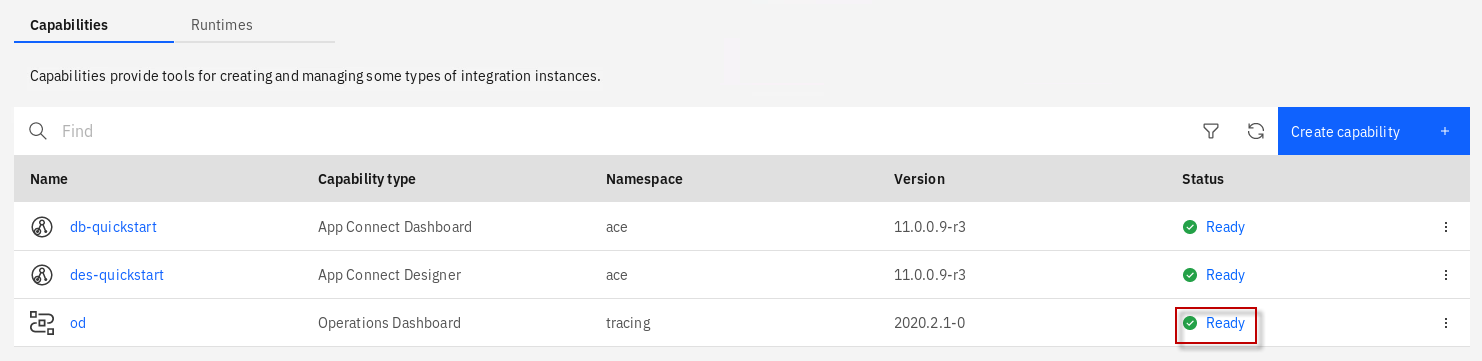 Capabilities Runtimes
Capabilities provide tools for creating and managing some types of integration instances.
Find Create capability +
Name Capability type Namespace Version Status
db-quickstart App Connect Dashboard ace 11.0.0.9-r3 Ready
des-quickstart App Connect Designer ace 11.0.0.9-r3 Ready
od Operations Dashboard tracing 2020.2.1-0 Ready